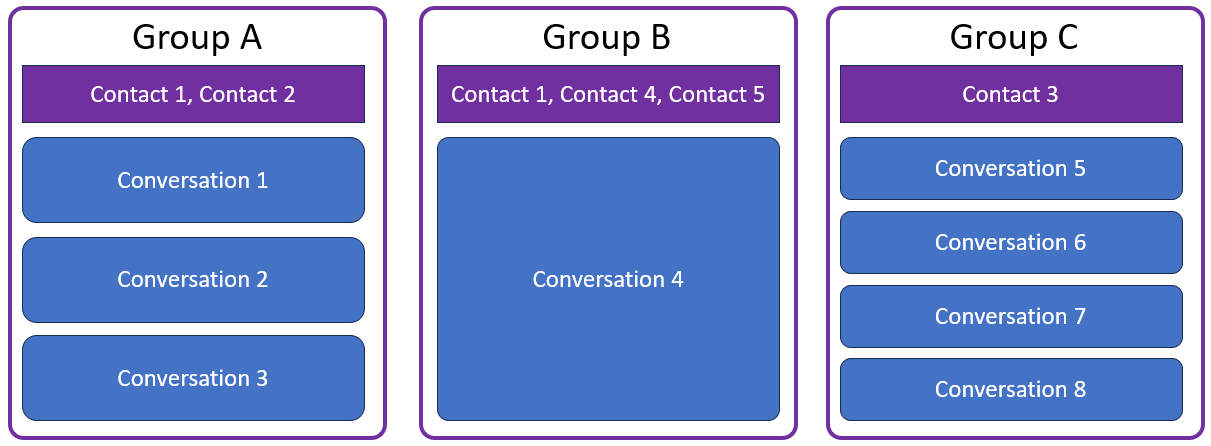 Group A
Contact 1, Contact 2
Conversation 1
Conversation 2
Conversation 3
Group B
Contact 1, Contact 4, Contact 5
Conversation 4
Group C
Contact 3
Conversation 5
Conversation 6
Conversation 7
Conversation 8